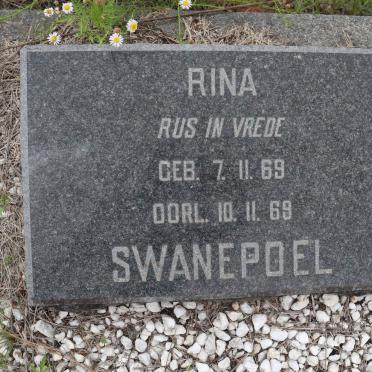 RINA
RUS IN VREDE
GEB. 7. 11. 69
OORL. 10. 11. 69
SWANEPOEL